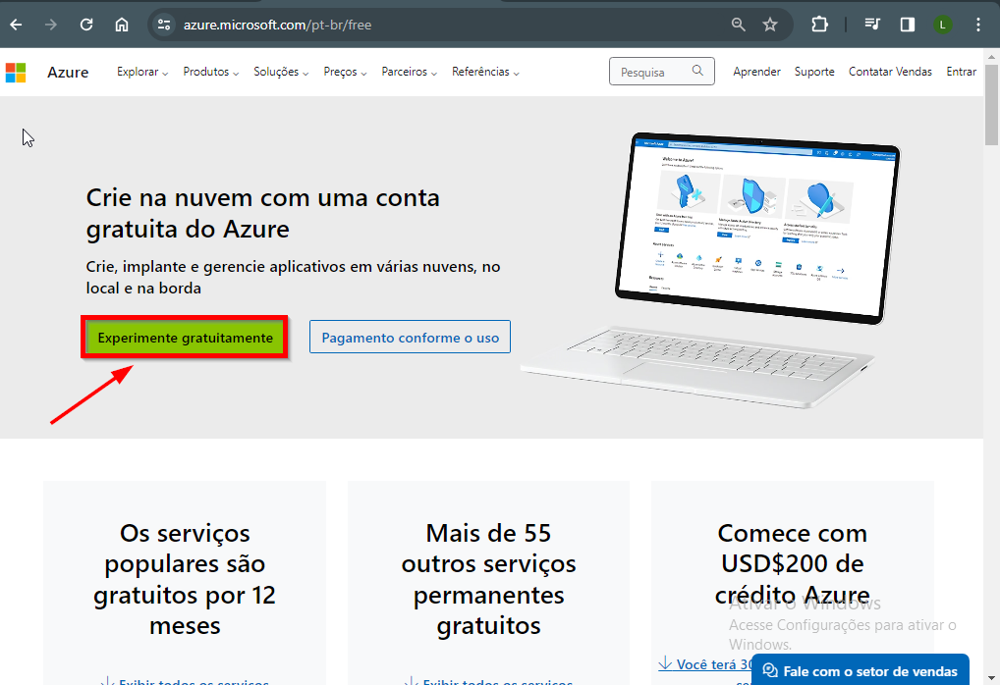 azure.microsoft.com/pt-br/free
L
Azure
Explorar
Produtos
Soluções
Preços
Parceiros
Referências
Pesquisa
Aprender
Suporte
Contatar Vendas
Entrar
Crie na nuvem com uma conta
gratuita do Azure
Crie, implante e gerencie aplicativos em várias nuvens, no
local e na borda
Experimente gratuitamente
Pagamento conforme o uso
Welcome to Azure!
Os serviços
populares são
gratuitos por 12
meses
Mais de 55
outros serviços
permanentes
gratuitos
Comece com
USD$200 de
crédito Azure
Ativar o Windows
Acesse Configurações para ativar o
Windows.
Exibir todos os serviços
Exibir todos os serviços
Você terá 30
Fale com o setor de vendas